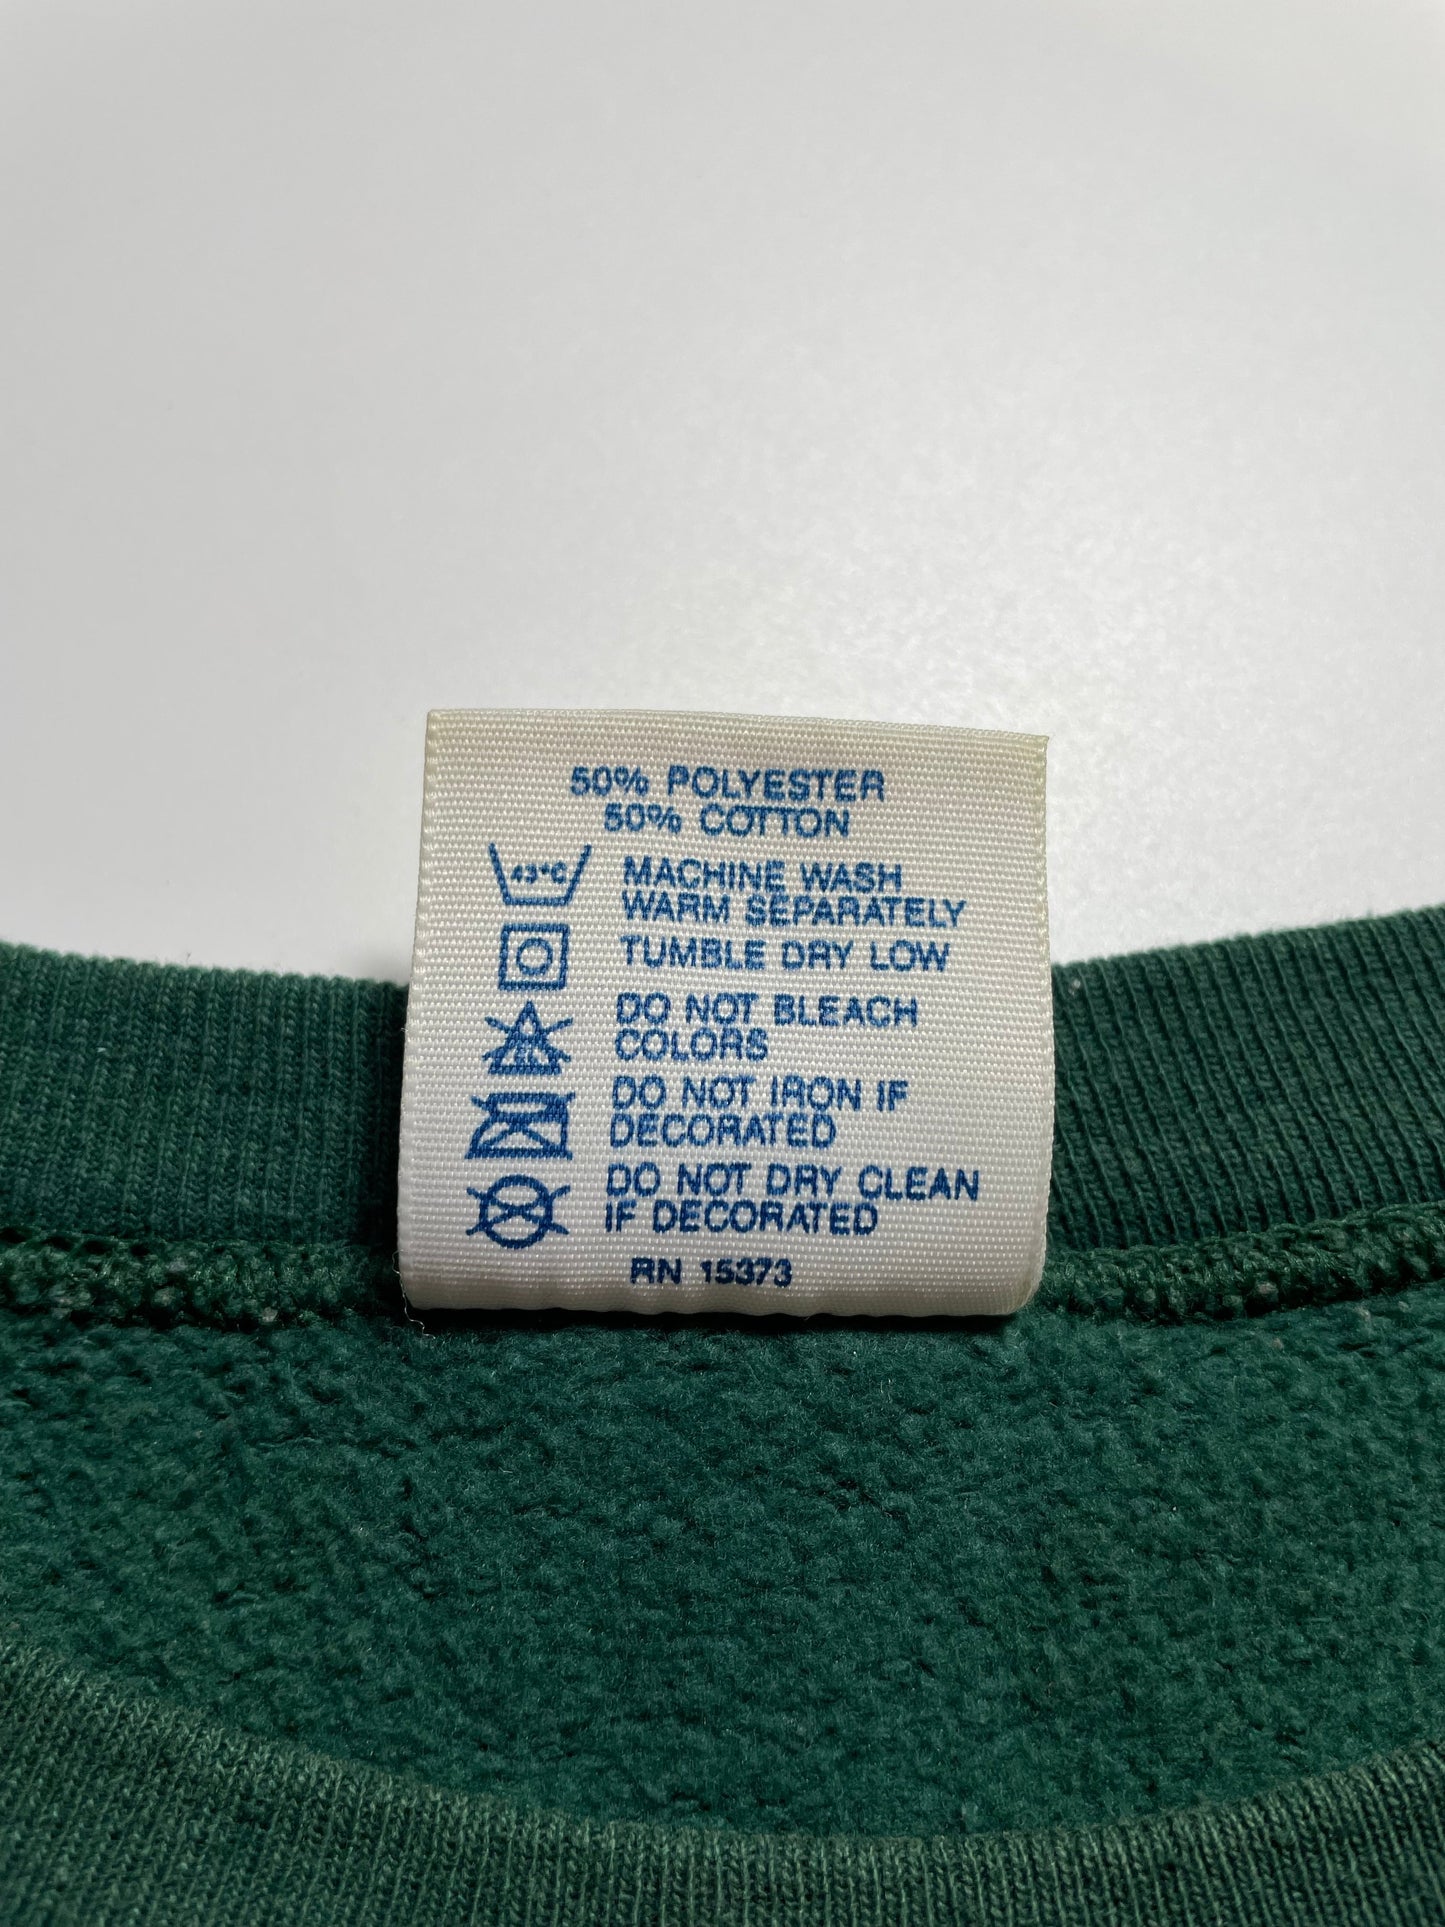 50% POLYESTER
50% COTTON
43°C
MACHINE WASH
WARM SEPARATELY
TUMBLE DRY LOW
DO NOT BLEACH
COLORS
DO NOT IRON IF
DECORATED
DO NOT DRY CLEAN
IF DECORATED
RN 15373